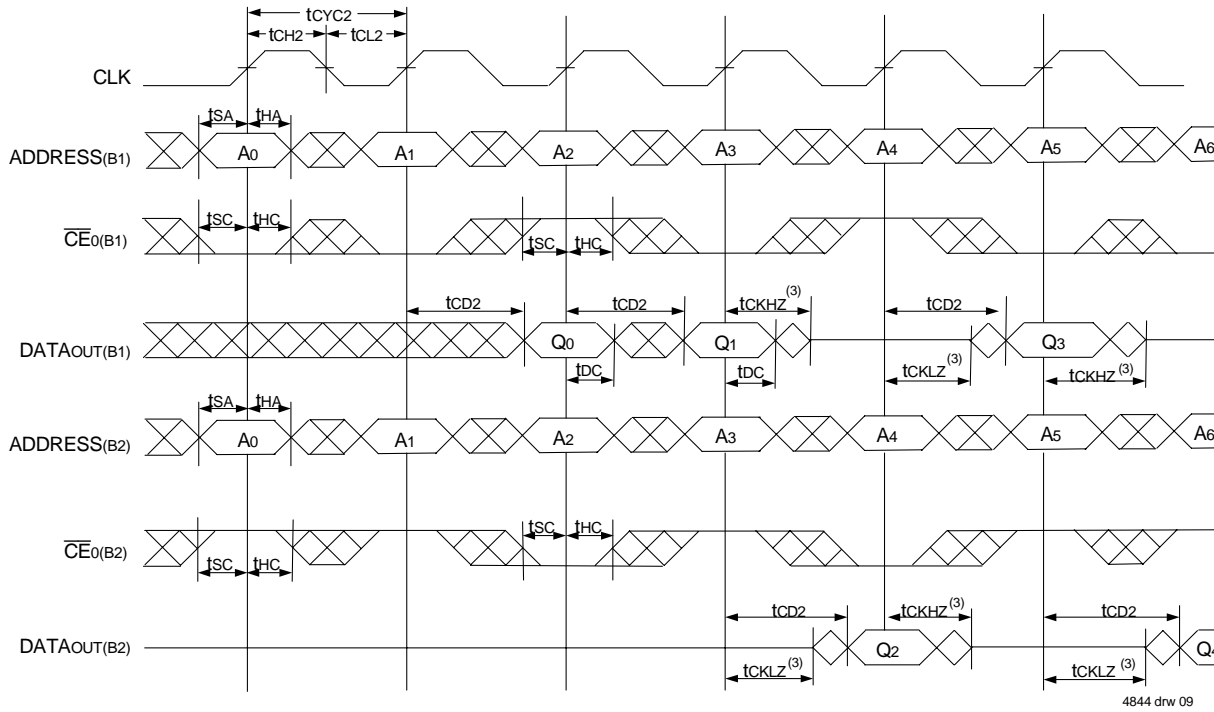 tCYC2
tCH2 tCL2
CLK
tSA tHA
ADDRESS(B1) A0 A1 A2 A3 A4 A5 A6
tSC tHC
CE0(B1)
tSC tHC
tCD2 tCD2 tCKHZ(3) tCD2
DATAOUT(B1) Q0 Q1 Q3
tDC tDC tCKLZ(3) tCKHZ(3)
tSA tHA
ADDRESS(B2) A0 A1 A2 A3 A4 A5 A6
tSC tHC
CE0(B2)
tSC tHC
tCD2 tCKHZ(3) tCD2
DATAOUT(B2) Q2 Q4
tCKLZ(3) tCKLZ(3)
4844 drw 09